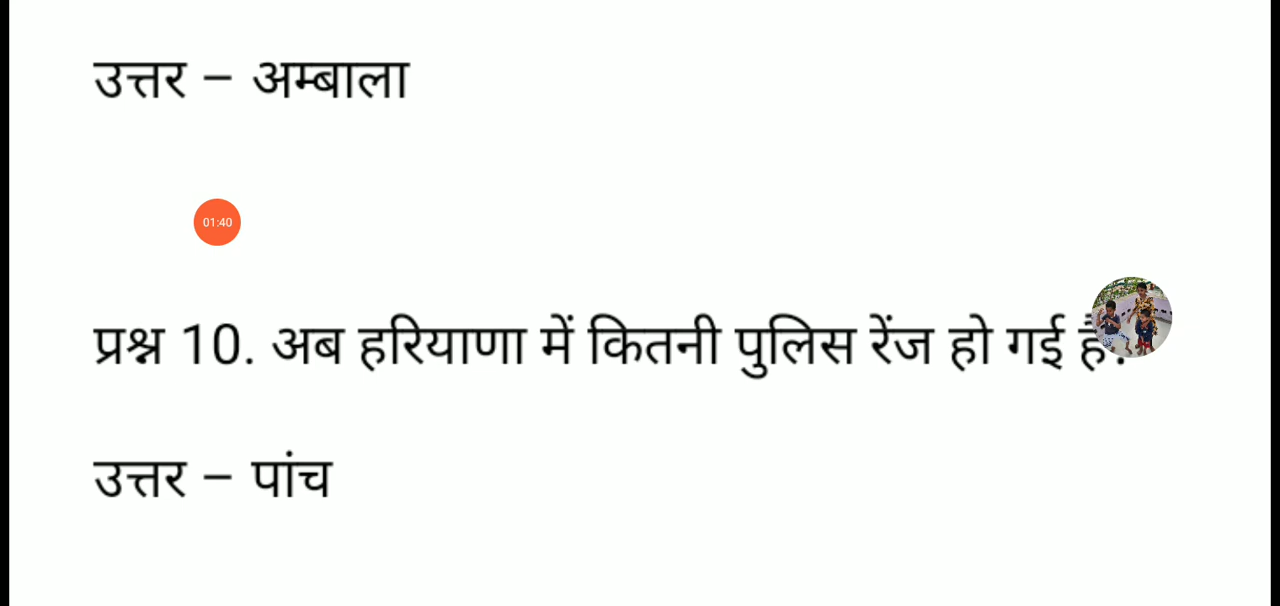 उत्तर – अम्बाला
01:40
प्रश्न 10. अब हरियाणा में कितनी पुलिस रेंज हो गई है?
उत्तर – पांच